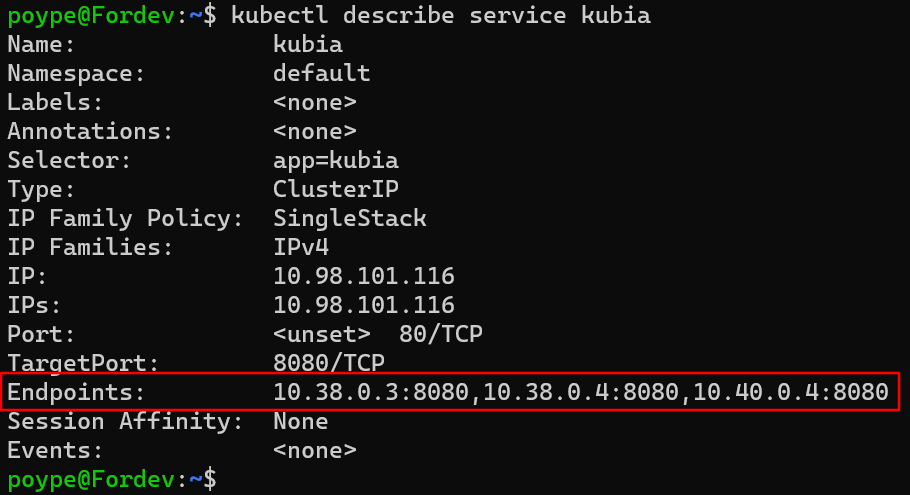 poype@Fordev:~$ kubectl describe service kubia
Name: kubia
Namespace: default
Labels: <none>
Annotations: <none>
Selector: app=kubia
Type: ClusterIP
IP Family Policy: SingleStack
IP Families: IPv4
IP: 10.98.101.116
IPs: 10.98.101.116
Port: <unset> 80/TCP
TargetPort: 8080/TCP
Endpoints: 10.38.0.3:8080,10.38.0.4:8080,10.40.0.4:8080
Session Affinity: None
Events: <none>
poype@Fordev:~$